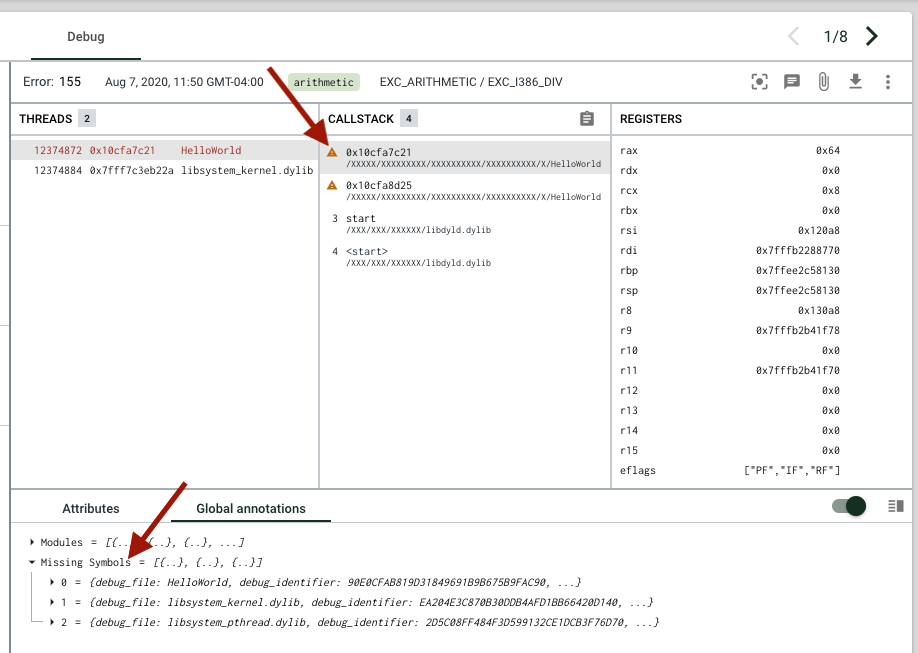 Debug
1/8
Error: 155 Aug 7, 2020, 11:50 GMT-04:00 arithmetic EXC_ARITHMETIC / EXC_I386_DIV
THREADS 2
12374872 0x10cfa7c21 HelloWorld
12374884 0x7fff7c3eb22a libsystem_kernel.dylib
CALLSTACK 4
0x10cfa7c21
/XXXXX/XXXXXXXXX/XXXXXXXXXX/XXXXXXXXXX/X/HelloWorld
0x10cfa8d25
/XXXXX/XXXXXXXXX/XXXXXXXXXX/XXXXXXXXXX/X/HelloWorld
3 start
/XXX/XXX/XXXXXX/libdyld.dylib
4 <start>
/XXX/XXX/XXXXXX/libdyld.dylib
REGISTERS
rax 0x64
rdx 0x0
rcx 0x8
rbx 0x0
rsi 0x120a8
rdi 0x7fffb2288770
rbp 0x7ffee2c58130
rsp 0x7ffee2c58130
r8 0x130a8
r9 0x7fffb2b41f78
r10 0x0
r11 0x7fffb2b41f70
r12 0x0
r13 0x0
r14 0x0
r15 0x0
eflags ["PF","IF","RF"]
Attributes Global annotations
Modules = [{..}, {..}, {..}, ...]
Missing Symbols = [{..}, {..}, {..}]
0 = {debug_file: HelloWorld, debug_identifier: 90E0CFAB819D31849691B9B675B9FAC90, ...}
1 = {debug_file: libsystem_kernel.dylib, debug_identifier: EA204E3C870B30DDB4AFD1BB66420D140, ...}
2 = {debug_file: libsystem_pthread.dylib, debug_identifier: 2D5C08FF484F3D599132CE1DCB3F76D70, ...}